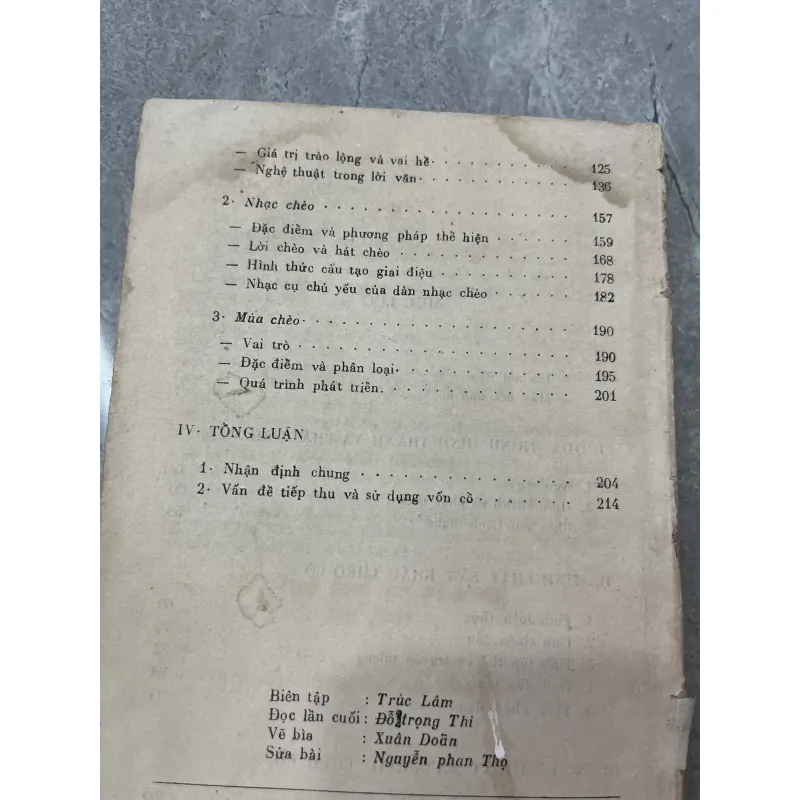 — Giá trị trào lộng và vai hề · · · · · · · · · · 125
— Nghệ thuật trong lời văn · · · · · · · · · · 136
2· Nhạc chèo · · · · · · · · · · 157
— Đặc điểm và phương pháp thể hiện · · · · · · 159
— Lời chèo và hát chèo · · · · · · · · · · 168
— Hình thức cấu tạo giai điệu · · · · · · · · 178
— Nhạc cụ chủ yếu của dàn nhạc chèo · · · · · · 182
3· Múa chèo · · · · · · · · · · 190
— Vai trò · · · · · · · · · · 190
— Đặc điểm và phân loại · · · · · · · · · · 195
— Quá trình phát triển · · · · · · · · · · 201
IV· TỔNG LUẬN
1· Nhận định chung · · · · · · · · · · 204
2· Vấn đề tiếp thu và sử dụng vốn cổ · · · · · · 214
Biên tập : Trúc Lâm
Đọc lần cuối : Đỗ trọng Thi
Vẽ bìa : Xuân Doãn
Sửa bài : Nguyễn phan Thọ